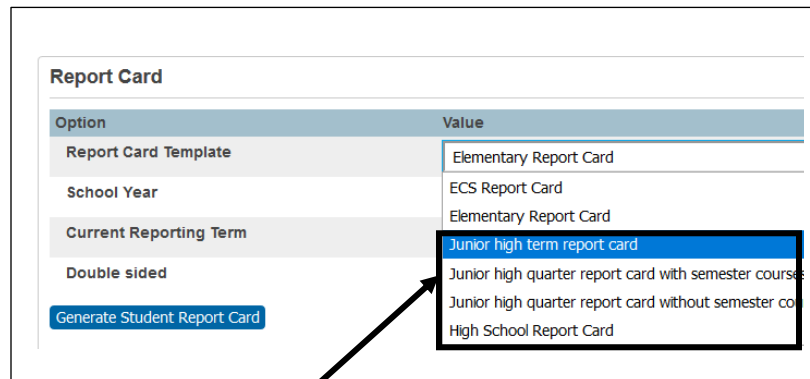 Report Card
Option Value
Report Card Template Elementary Report Card
School Year ECS Report Card
Elementary Report Card
Current Reporting Term Junior high term report card
Double sided Junior high quarter report card with semester courses
Junior high quarter report card without semester cou
Generate Student Report Card High School Report Card